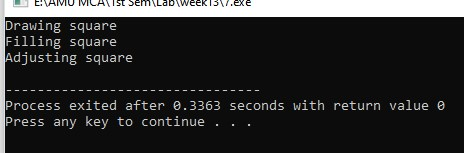 E:\AMU MCA\1st Sem\Lab\week13\7.exe
Drawing square
Filling square
Adjusting square
--------------------------------
Process exited after 0.3363 seconds with return value 0
Press any key to continue . . .